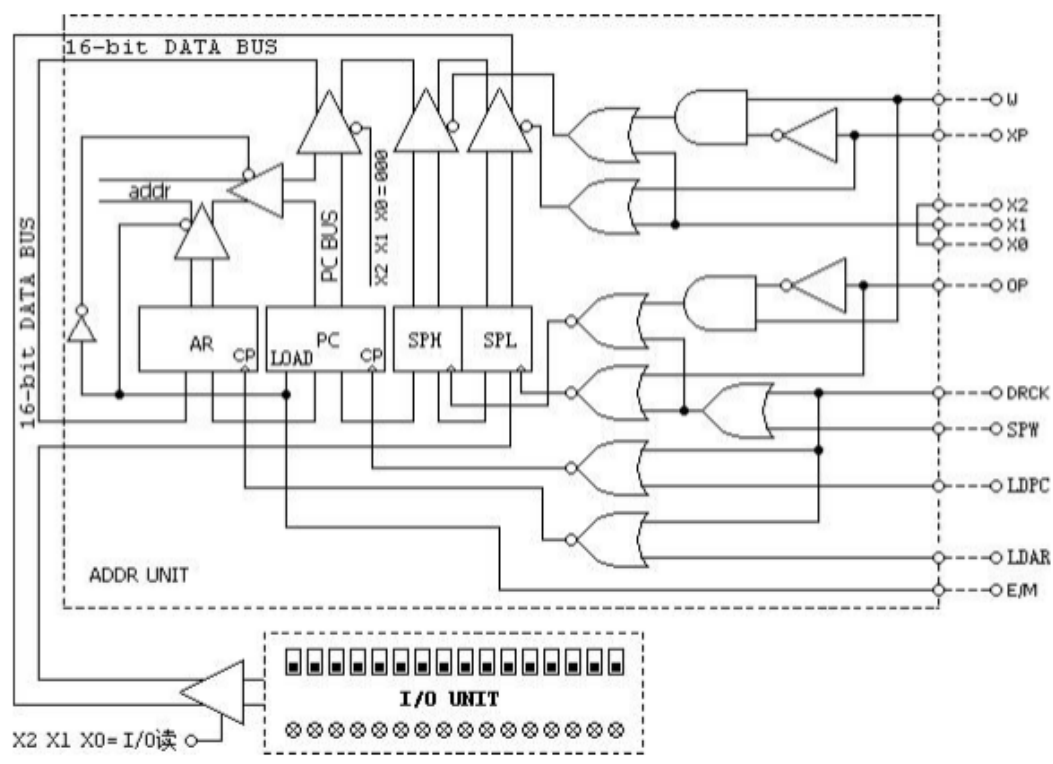 16-bit DATA BUS
W
XP
addr
X2
X1
X0
16-bit DATA BUS
PC BUS
X2 X1 X0=000
OP
AR
CP
PC
LOAD
CP
SPH
SPL
DRCK
SPW
LDPC
LDAR
ADDR UNIT
E/M
I/O UNIT
X2 X1 X0=I/O读